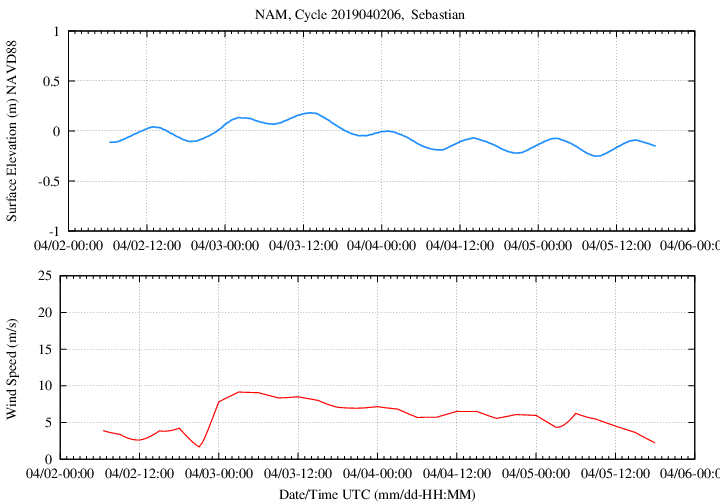 NAM, Cycle 2019040206,  Sebastian
Surface Elevation (m) NAVD88
1
0.5
0
-0.5
-1
04/02-00:00 04/02-12:00 04/03-00:00 04/03-12:00 04/04-00:00 04/04-12:00 04/05-00:00 04/05-12:00 04/06-00:0
Wind Speed (m/s)
25
20
15
10
5
0
04/02-00:00 04/02-12:00 04/03-00:00 04/03-12:00 04/04-00:00 04/04-12:00 04/05-00:00 04/05-12:00 04/06-00:0
Date/Time UTC (mm/dd-HH:MM)